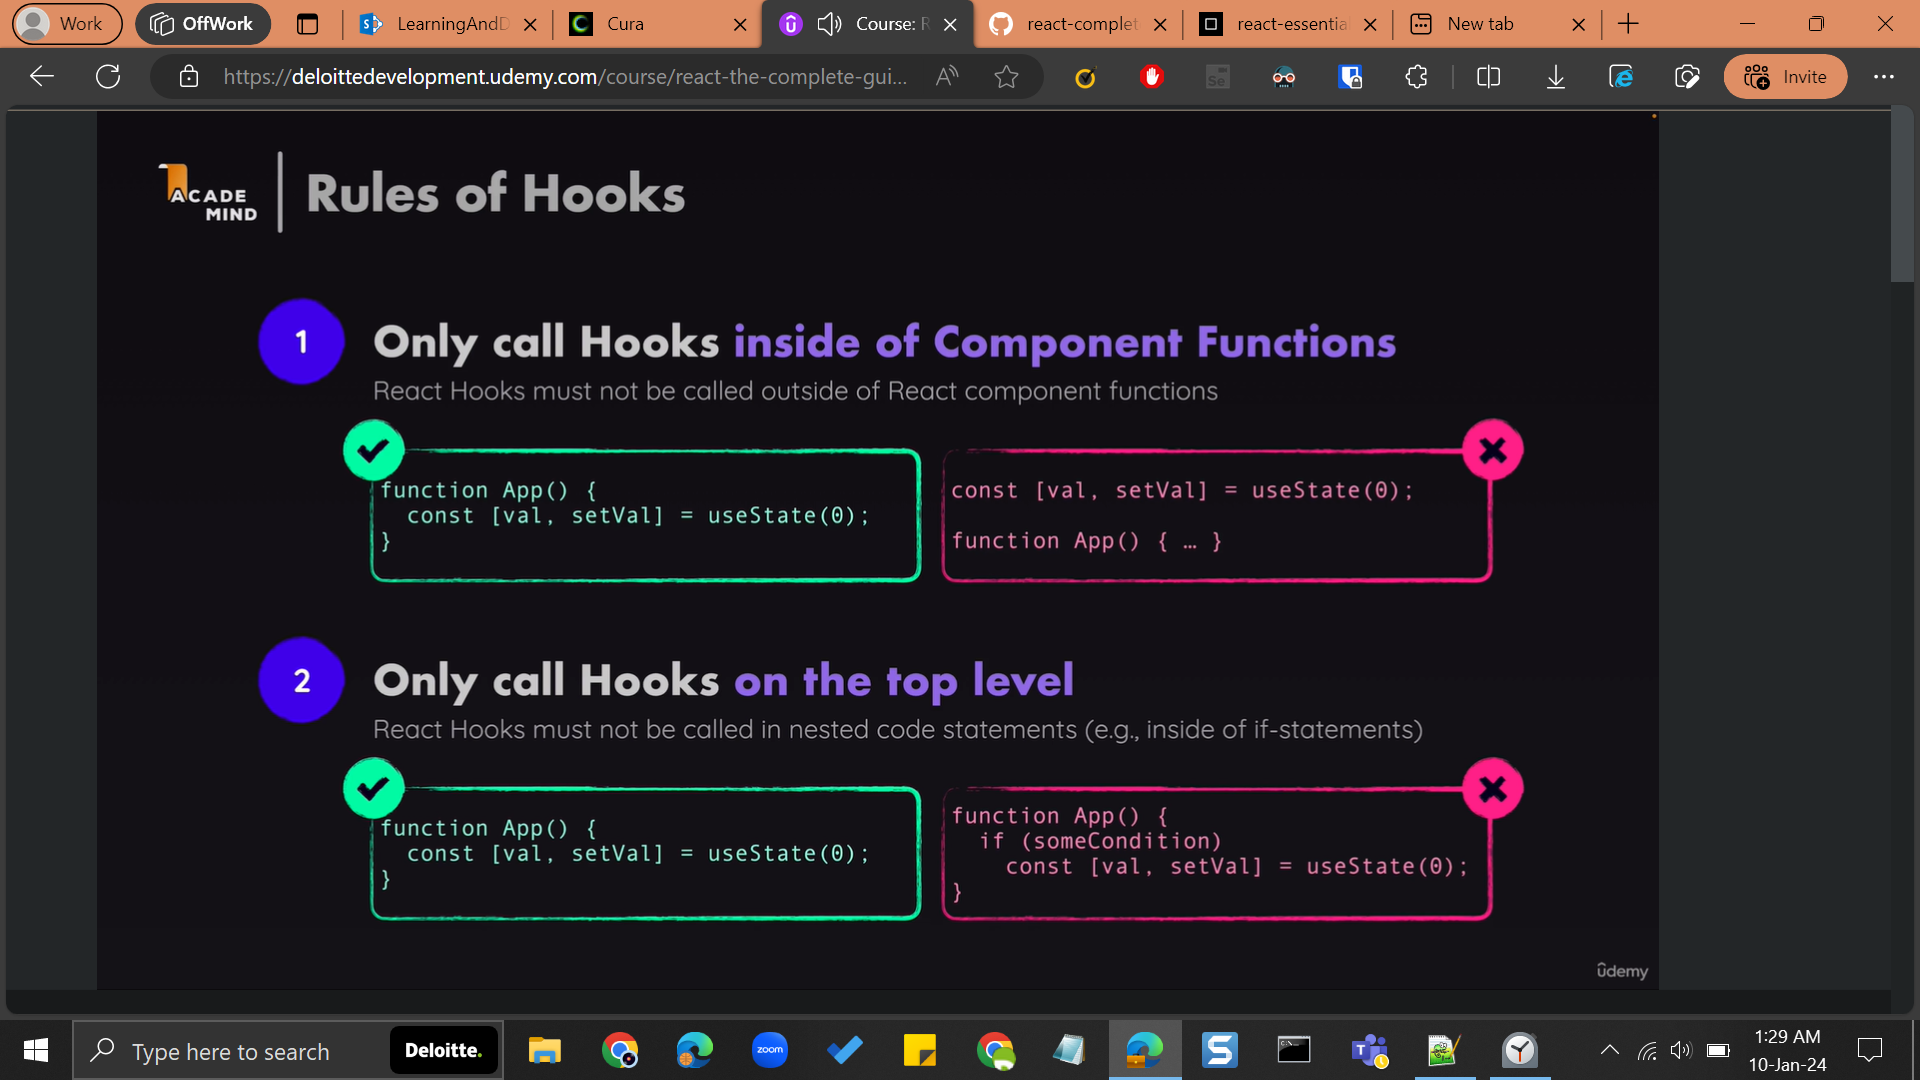 Work
OffWork
LearningAndD
Cura
Course: R
react-complet
react-essentia
New tab
https://deloittedevelopment.udemy.com/course/react-the-complete-gui...
Invite
ACADE
MIND
Rules of Hooks
1
Only call Hooks inside of Component Functions
React Hooks must not be called outside of React component functions
function App() {
const [val, setVal] = useState(0);
}
const [val, setVal] = useState(0);
function App() { … }
2
Only call Hooks on the top level
React Hooks must not be called in nested code statements (e.g., inside of if-statements)
function App() {
const [val, setVal] = useState(0);
}
function App() {
if (someCondition)
const [val, setVal] = useState(0);
}
ûdemy
Type here to search
Deloitte.
zoom
1:29 AM
10-Jan-24